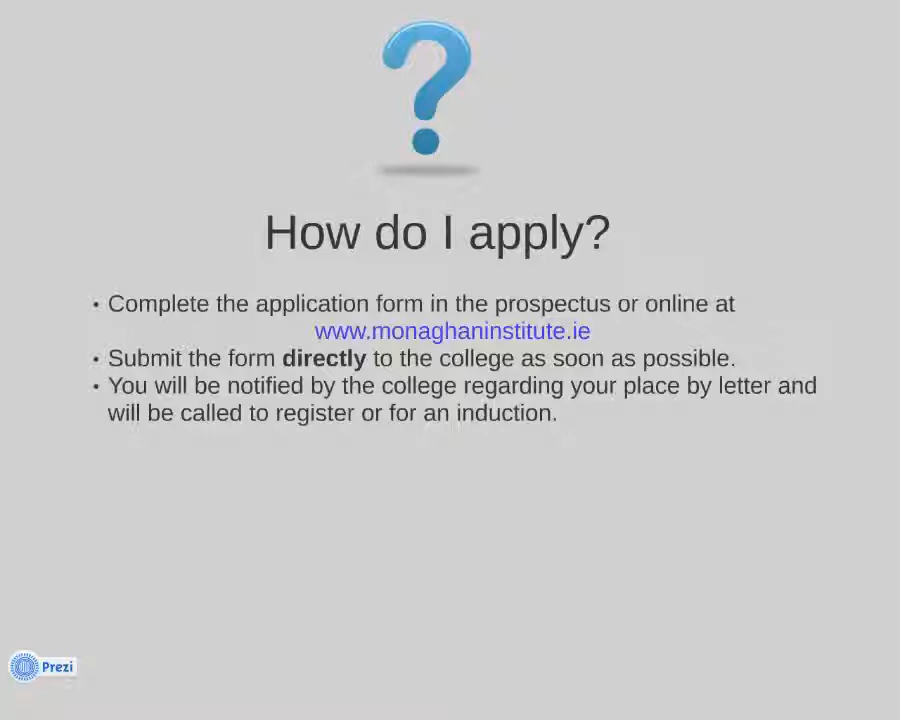 How do I apply?
• Complete the application form in the prospectus or online at
www.monaghaninstitute.ie
• Submit the form directly to the college as soon as possible.
• You will be notified by the college regarding your place by letter and
will be called to register or for an induction.
Prezi